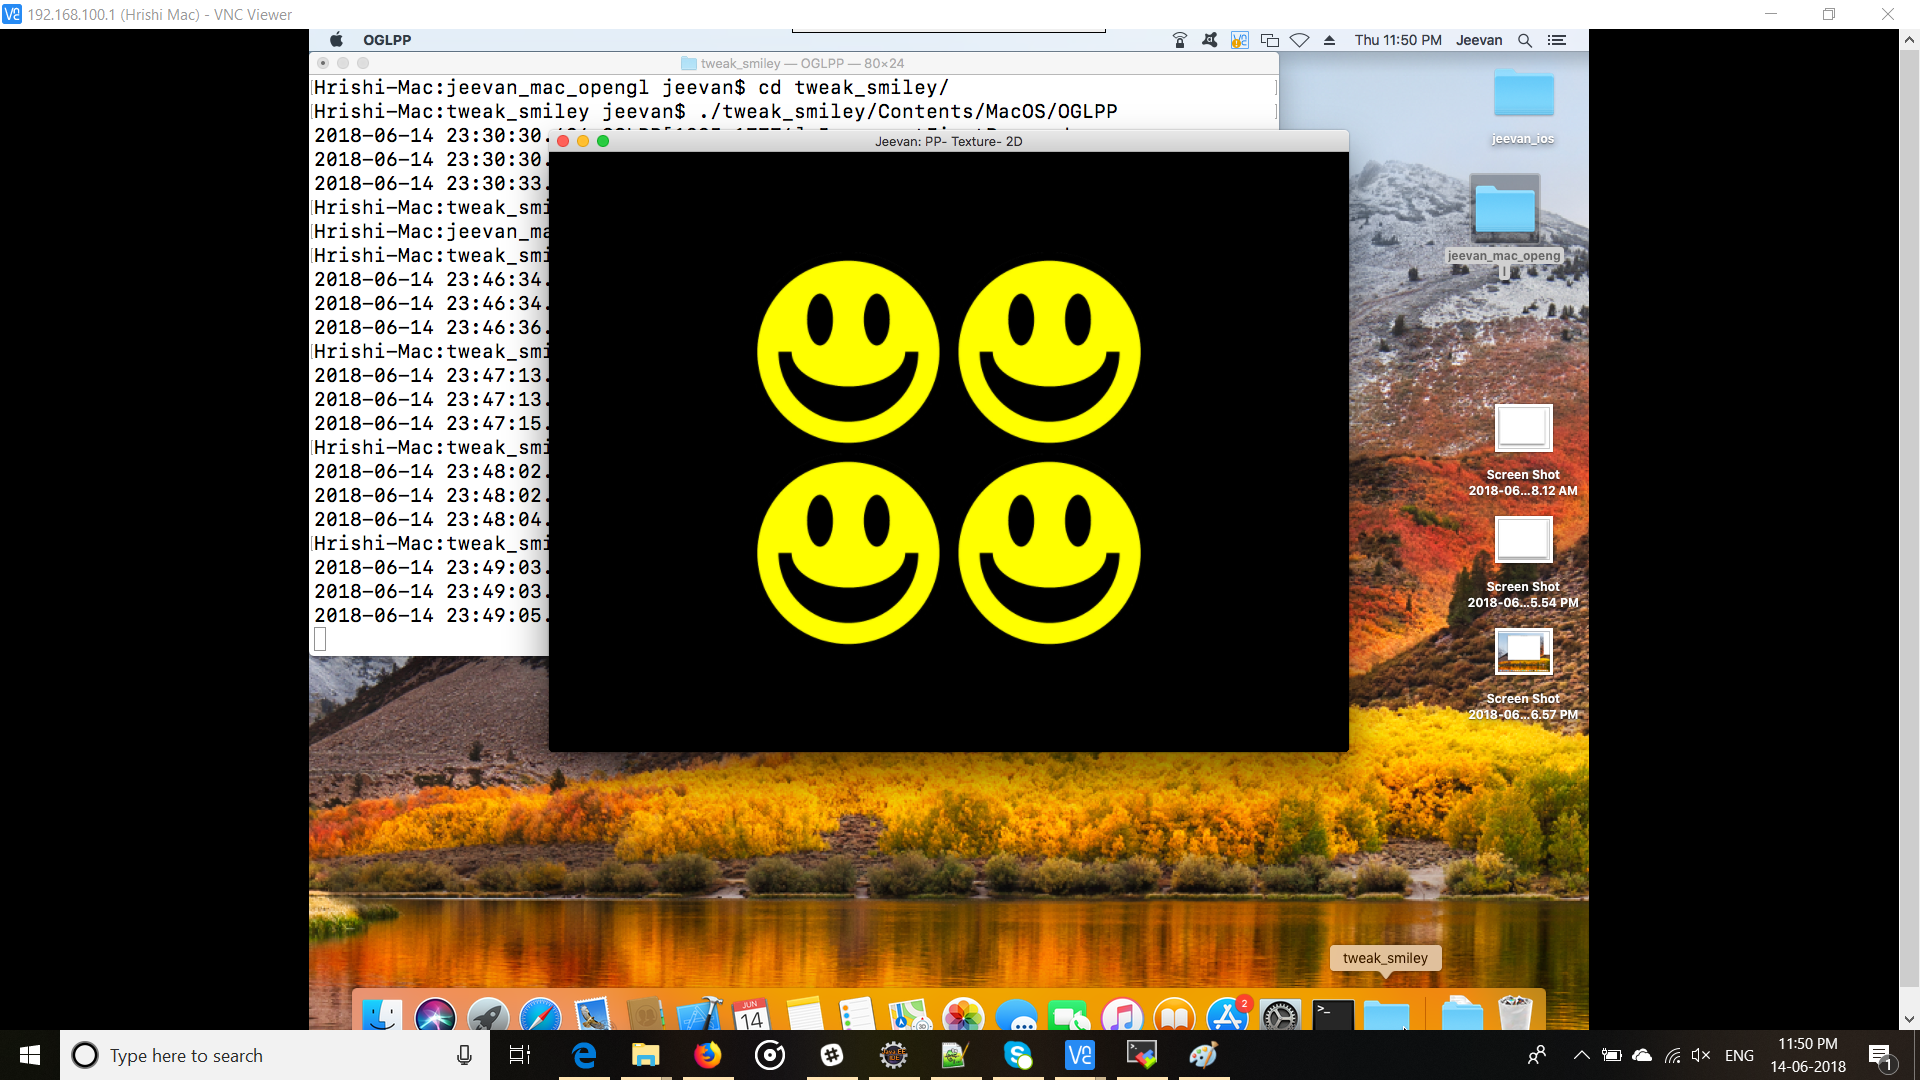 192.168.100.1 (Hrishi Mac) - VNC Viewer
OGLPP
Thu 11:50 PM Jeevan
tweak_smiley — OGLPP — 80×24
Hrishi-Mac:jeevan_mac_opengl jeevan$ cd tweak_smiley/
Hrishi-Mac:tweak_smiley jeevan$ ./tweak_smiley/Contents/MacOS/OGLPP
2018-06-14 23:30:30.
2018-06-14 23:30:30.
2018-06-14 23:30:33.
Hrishi-Mac:tweak_smi
Hrishi-Mac:jeevan_ma
Hrishi-Mac:tweak_smi
2018-06-14 23:46:34.
2018-06-14 23:46:34.
2018-06-14 23:46:36.
Hrishi-Mac:tweak_smi
2018-06-14 23:47:13.
2018-06-14 23:47:13.
2018-06-14 23:47:15.
Hrishi-Mac:tweak_smi
2018-06-14 23:48:02.
2018-06-14 23:48:02.
2018-06-14 23:48:04.
Hrishi-Mac:tweak_smi
2018-06-14 23:49:03.
2018-06-14 23:49:03.
2018-06-14 23:49:05.
Jeevan: PP- Texture- 2D
jeevan_ios
jeevan_mac_openg
l
Screen Shot
2018-06...8.12 AM
Screen Shot
2018-06...5.54 PM
Screen Shot
2018-06...6.57 PM
tweak_smiley
JUN
14
2
Type here to search
ENG
11:50 PM
14-06-2018
1